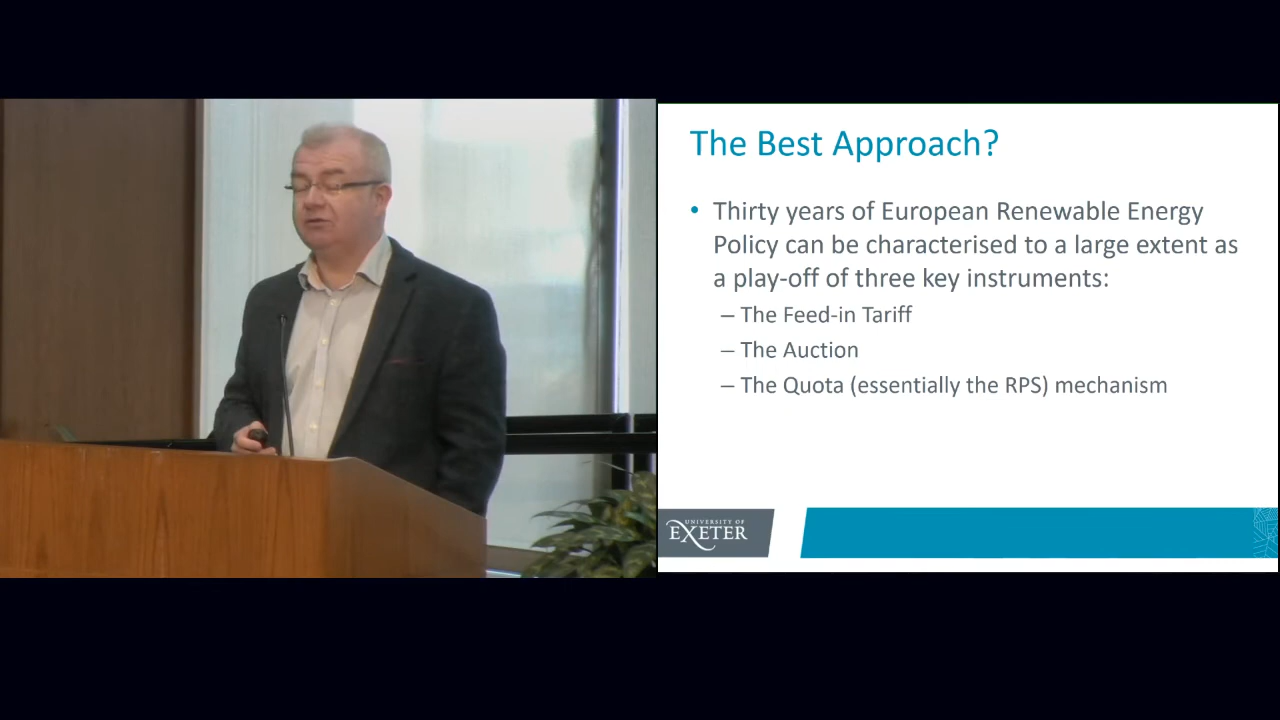 The Best Approach?
• Thirty years of European Renewable Energy
Policy can be characterised to a large extent as
a play-off of three key instruments:
– The Feed-in Tariff
– The Auction
– The Quota (essentially the RPS) mechanism
UNIVERSITY OF
EXETER